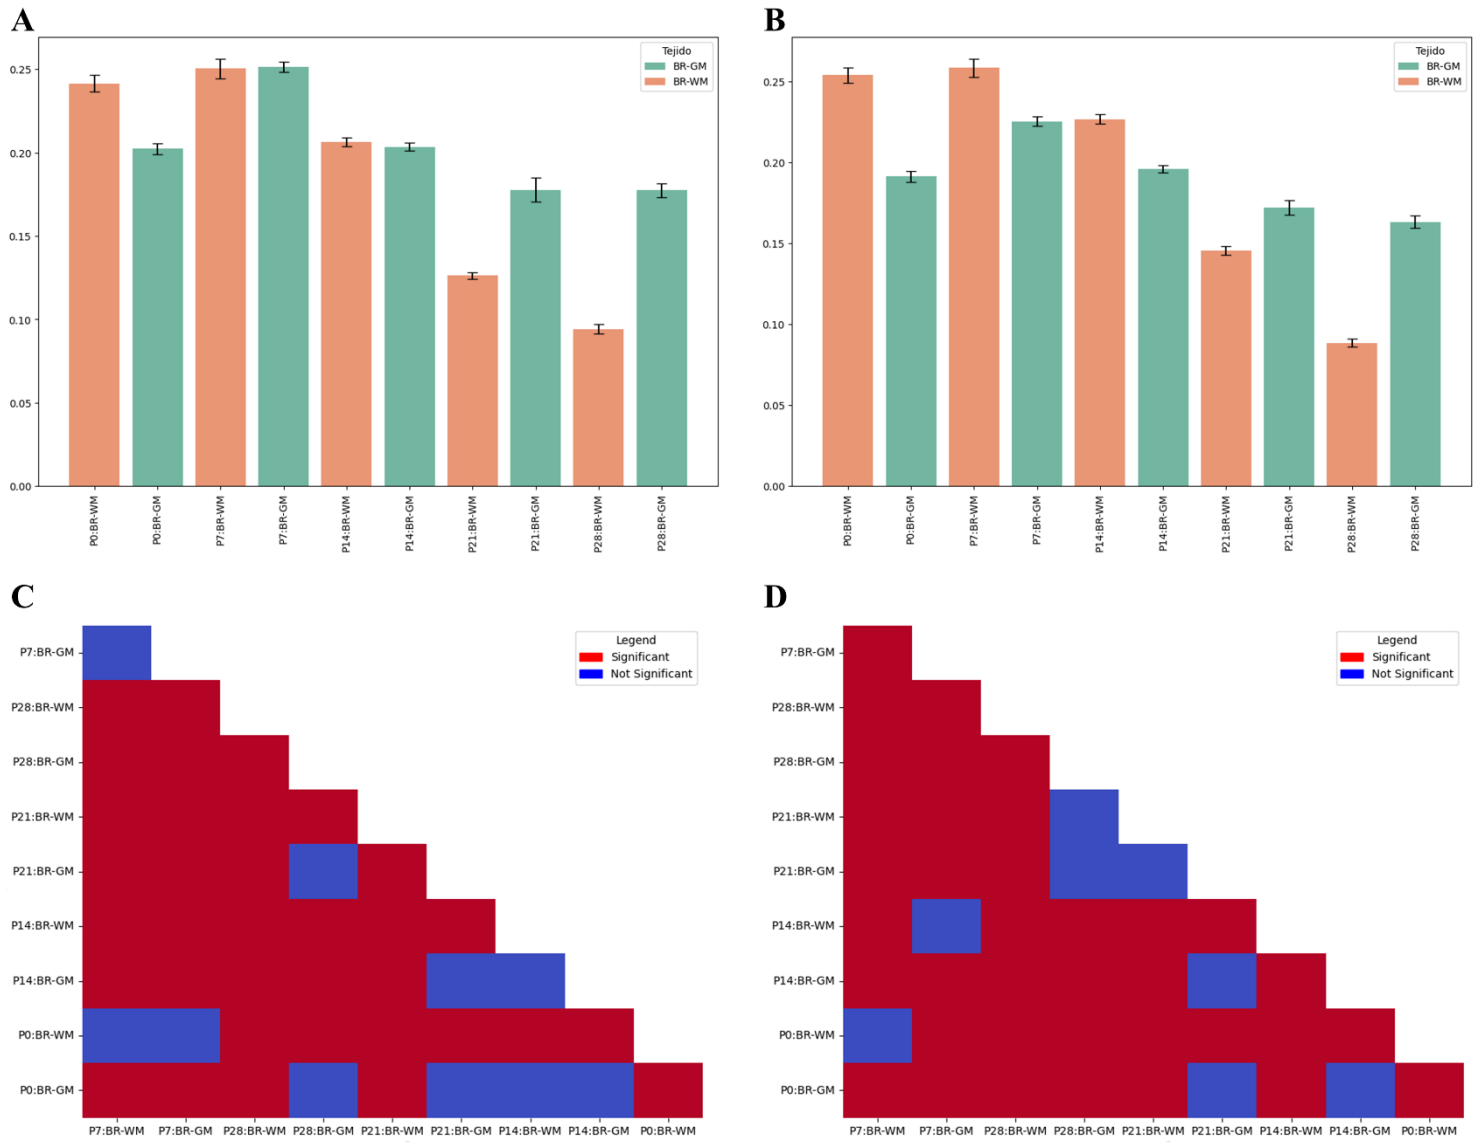 A
B
Tejido
BR-GM
BR-WM
0.25
0.20
0.15
0.10
0.05
0.00
P0:BR-WM
P0:BR-GM
P7:BR-WM
P7:BR-GM
P14:BR-WM
P14:BR-GM
P21:BR-WM
P21:BR-GM
P28:BR-WM
P28:BR-GM
Tejido
BR-GM
BR-WM
0.25
0.20
0.15
0.10
0.05
0.00
P0:BR-WM
P0:BR-GM
P7:BR-WM
P7:BR-GM
P14:BR-WM
P14:BR-GM
P21:BR-WM
P21:BR-GM
P28:BR-WM
P28:BR-GM
C
D
Legend
Significant
Not Significant
P7:BR-GM
P28:BR-WM
P28:BR-GM
P21:BR-WM
P21:BR-GM
P14:BR-WM
P14:BR-GM
P0:BR-WM
P0:BR-GM
P7:BR-WM P7:BR-GM P28:BR-WM P28:BR-GM P21:BR-WM P21:BR-GM P14:BR-WM P14:BR-GM P0:BR-WM
Legend
Significant
Not Significant
P7:BR-GM
P28:BR-WM
P28:BR-GM
P21:BR-WM
P21:BR-GM
P14:BR-WM
P14:BR-GM
P0:BR-WM
P0:BR-GM
P7:BR-WM P7:BR-GM P28:BR-WM P28:BR-GM P21:BR-WM P21:BR-GM P14:BR-WM P14:BR-GM P0:BR-WM